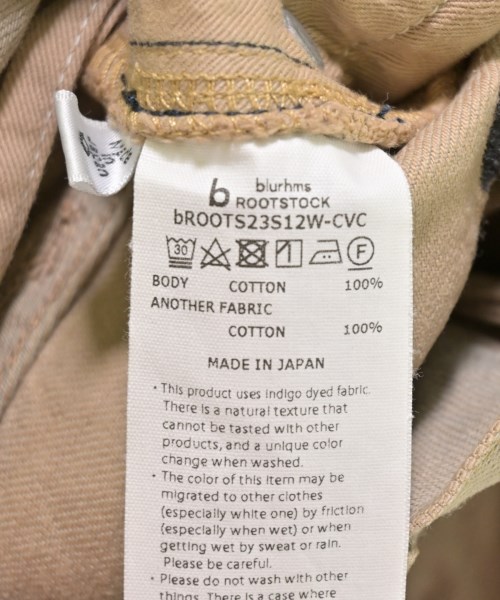 b blurhms
ROOTSTOCK
bROOTS23S12W-CVC
30 F
BODY COTTON 100%
ANOTHER FABRIC
COTTON 100%
MADE IN JAPAN
・This product uses indigo dyed fabric.
There is a natural texture that
cannot be tasted with other
products, and a unique color
change when washed.
・The color of this item may be
migrated to other clothes
(especially white one) by friction
(especially when wet) or when
getting wet by sweat or rain.
Please be careful.
・Please do not wash with other
things. There is a case where